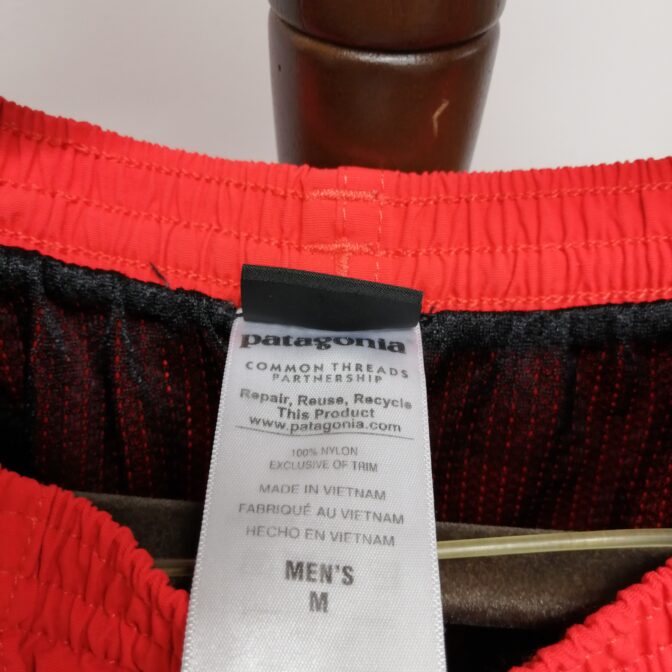 patagonia
COMMON THREADS
PARTNERSHIP
Repair, Reuse, Recycle
This Product
www.patagonia.com
100% NYLON
EXCLUSIVE OF TRIM
MADE IN VIETNAM
FABRIQUÉ AU VIETNAM
HECHO EN VIETNAM
MEN'S
M